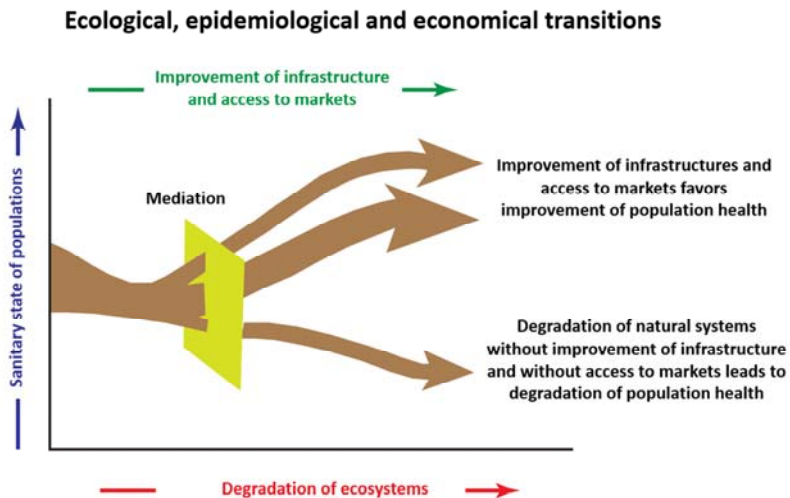 Ecological, epidemiological and economical transitions
Improvement of infrastructure
and access to markets
Sanitary state of populations
Mediation
Improvement of infrastructures and
access to markets favors
improvement of population health
Degradation of natural systems
without improvement of infrastructure
and without access to markets leads to
degradation of population health
Degradation of ecosystems